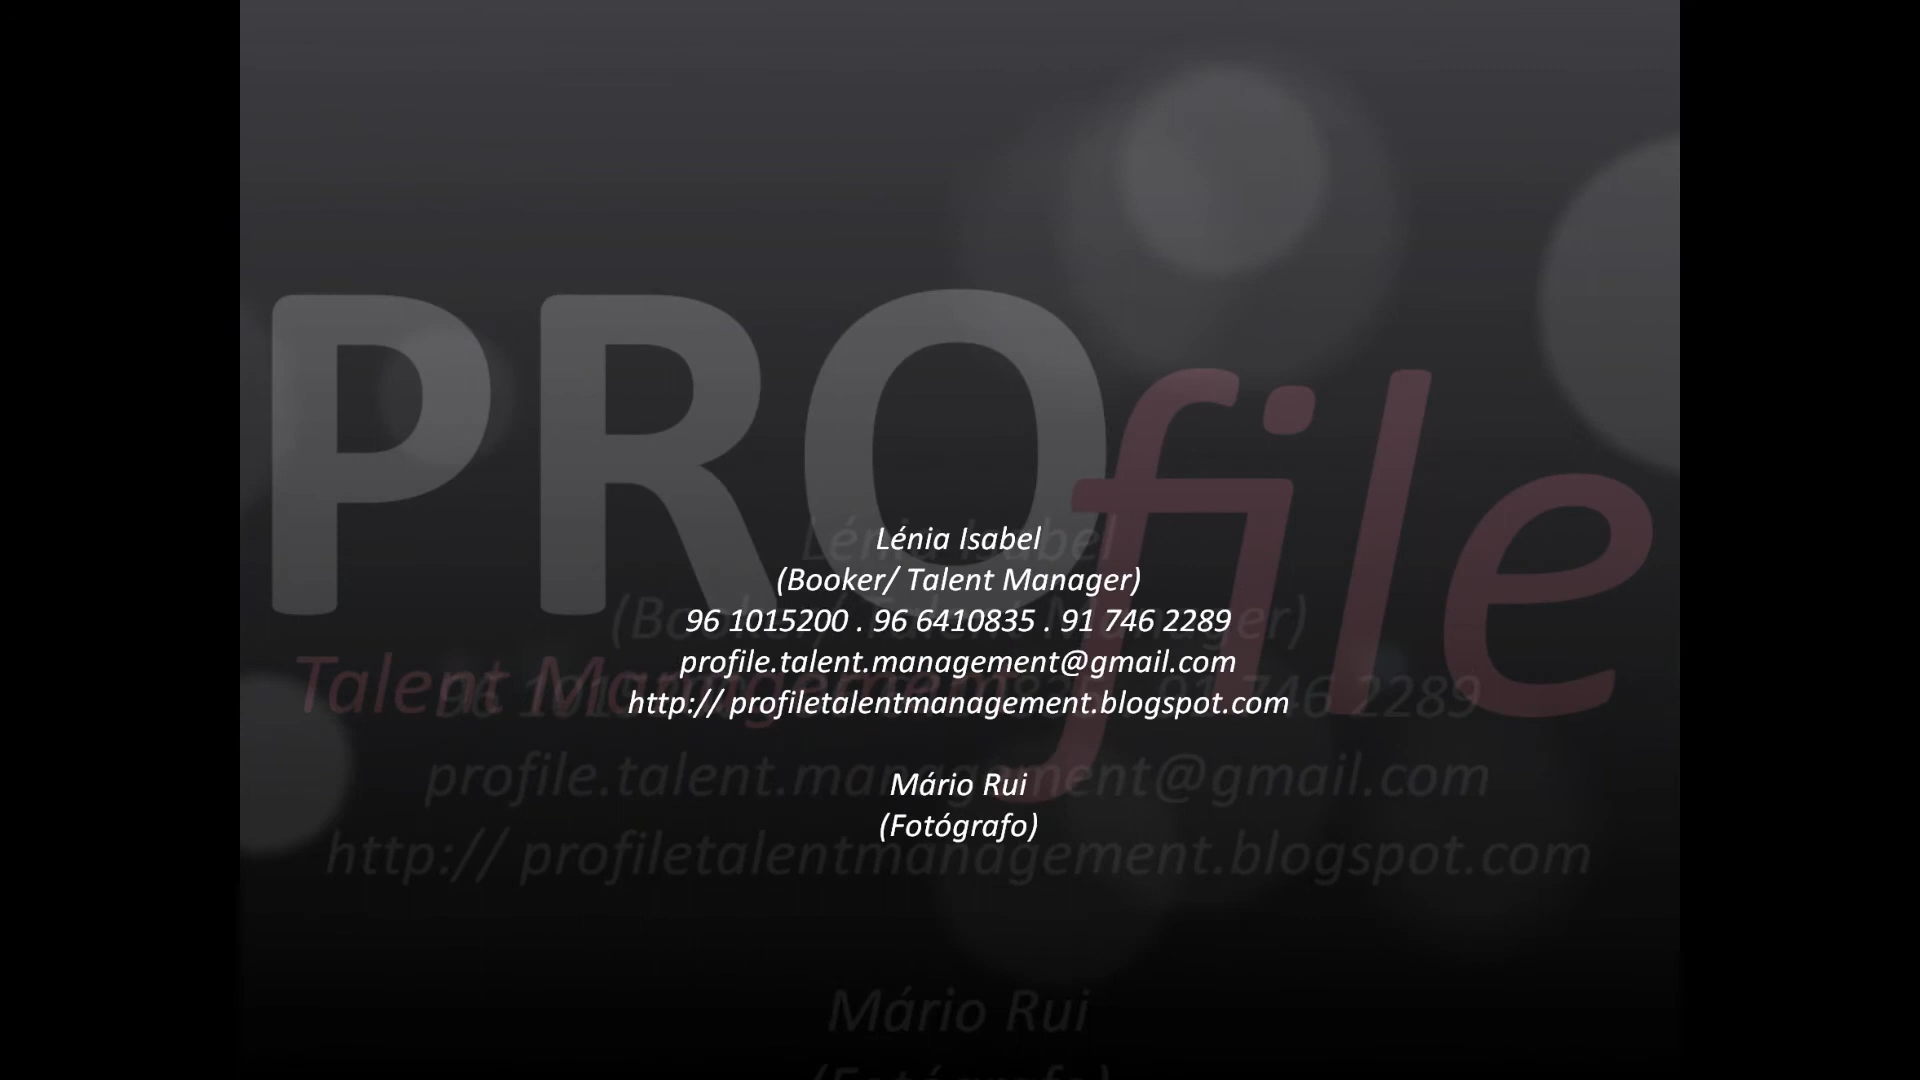 PROfile
Talent Management
Lénia Isabel
(Booker/ Talent Manager)
96 1015200 . 96 6410835 . 91 746 2289
profile.talent.management@gmail.com
http:// profiletalentmanagement.blogspot.com
Mário Rui
(Fotógrafo)